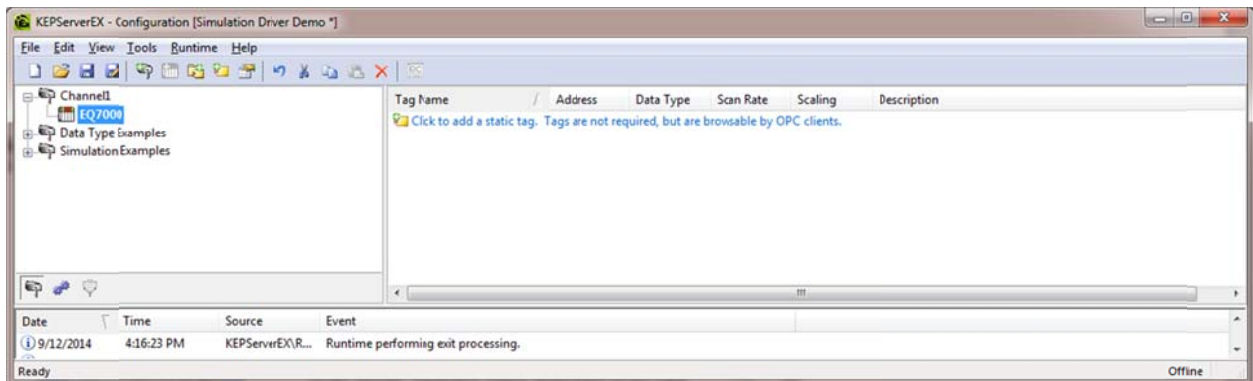 KEPServerEX - Configuration [Simulation Driver Demo *]
File Edit View Tools Runtime Help
Channel1
EQ7000
Data Type Examples
Simulation Examples
Tag Name Address Data Type Scan Rate Scaling Description
Click to add a static tag. Tags are not required, but are browsable by OPC clients.
Date Time Source Event
9/12/2014 4:16:23 PM KEPServerEX\R... Runtime performing exit processing.
Ready Offline